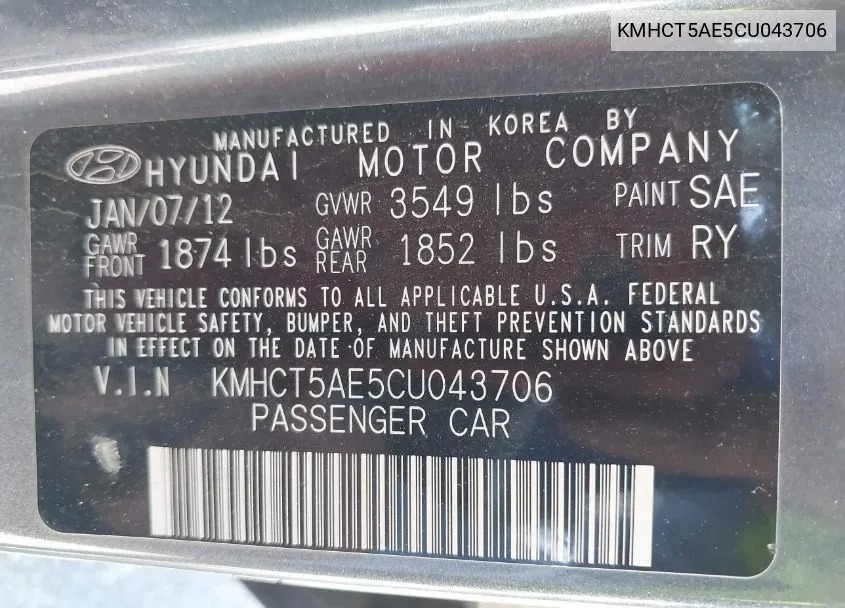 KMHCT5AE5CU043706
MANUFACTURED IN KOREA BY
HYUNDAI MOTOR COMPANY
JAN/07/12 GVWR 3549 lbs PAINT SAE
GAWR FRONT 1874 lbs GAWR REAR 1852 lbs TRIM RY
THIS VEHICLE CONFORMS TO ALL APPLICABLE U.S.A. FEDERAL
MOTOR VEHICLE SAFETY, BUMPER, AND THEFT PREVENTION STANDARDS
IN EFFECT ON THE DATE OF MANUFACTURE SHOWN ABOVE
V.I.N KMHCT5AE5CU043706
PASSENGER CAR